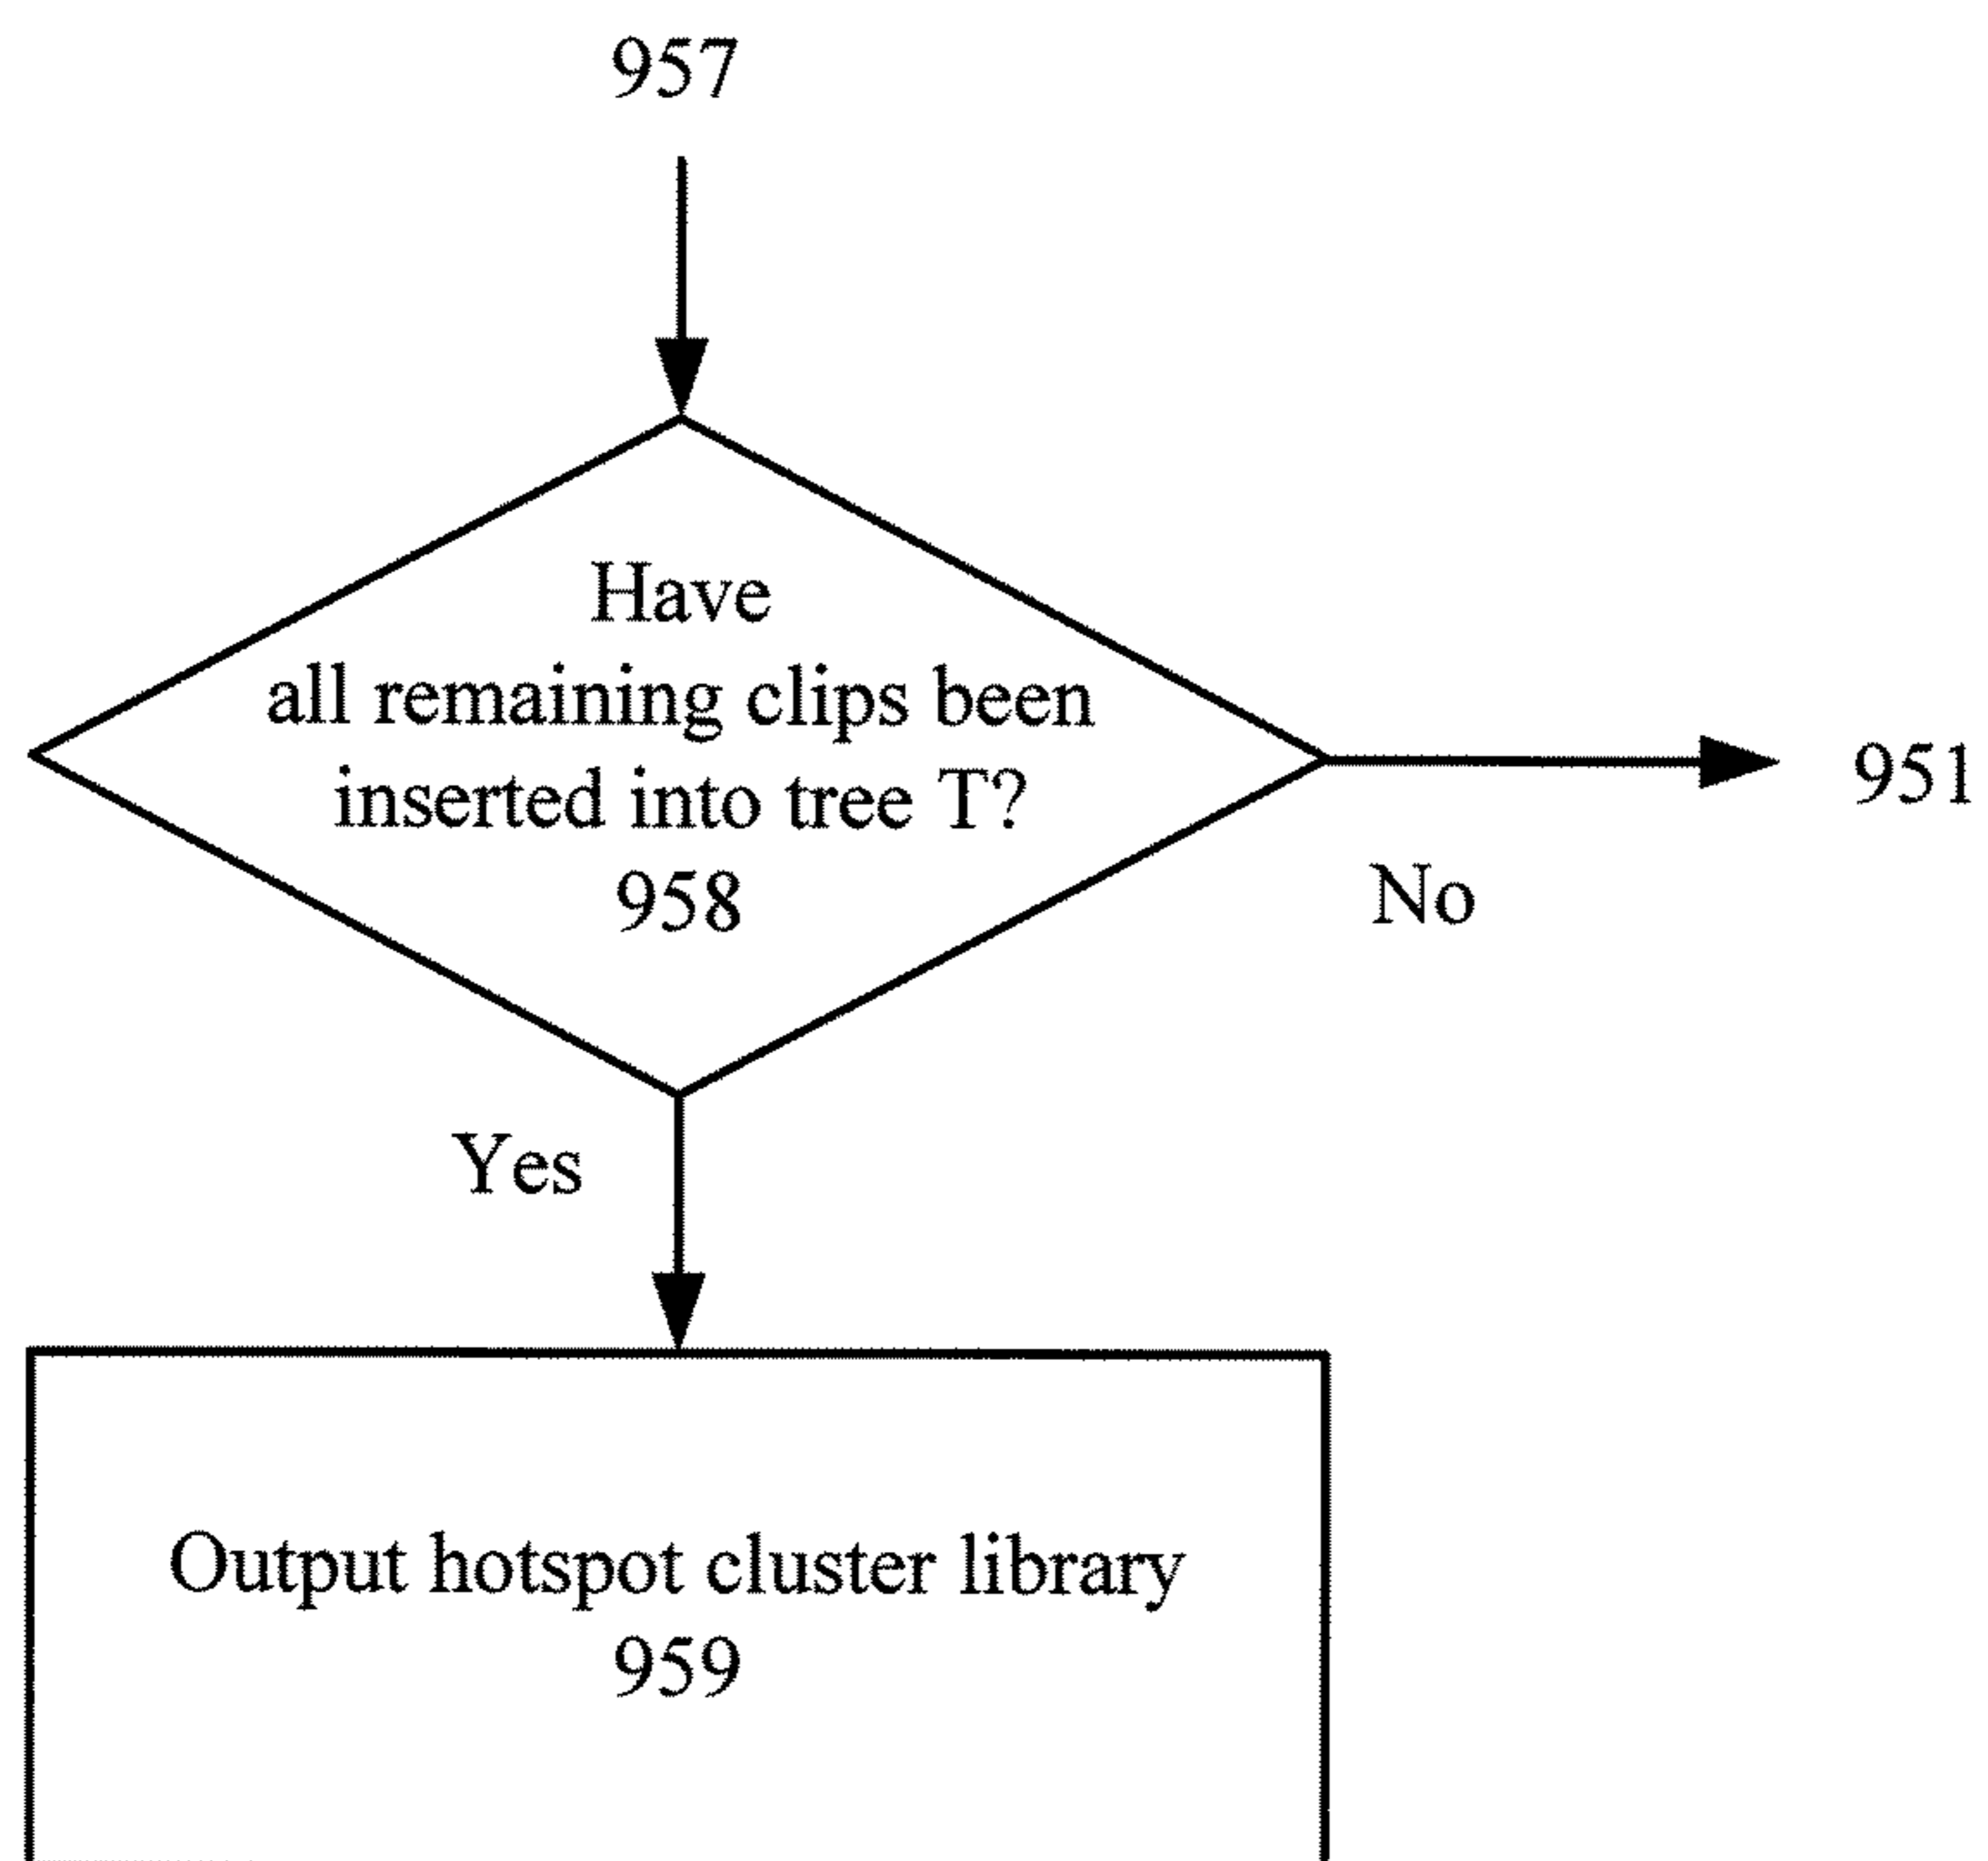 957
Have
all remaining clips been
inserted into tree T?
958
951
No
Yes
Output hotspot cluster library
959